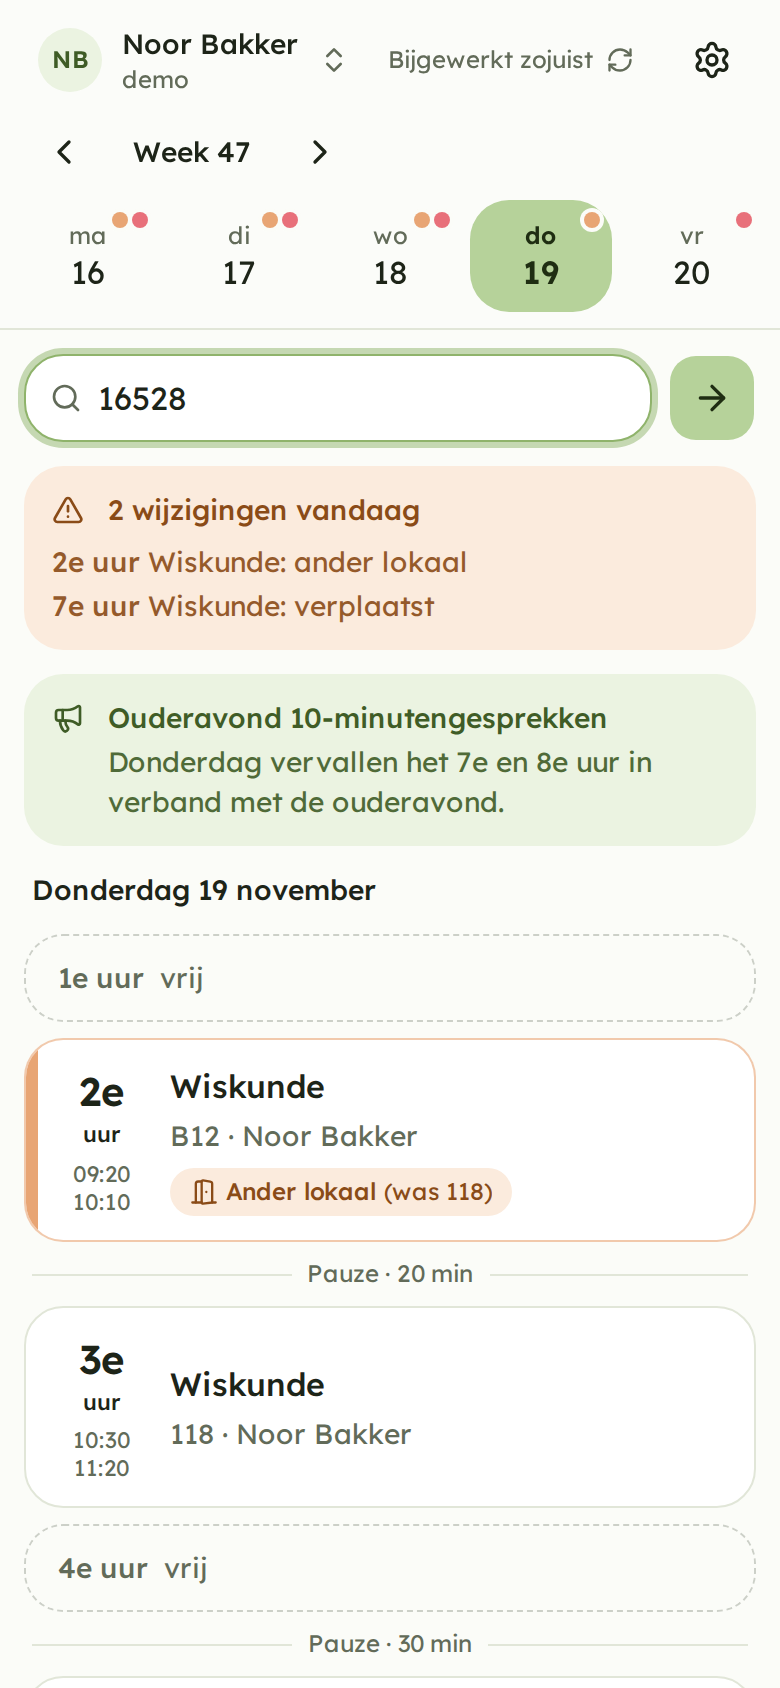 NB
Noor Bakker
demo
Bijgewerkt zojuist
Week 47
ma di wo do vr
16 17 18 19 20
16528
2 wijzigingen vandaag
2e uur Wiskunde: ander lokaal
7e uur Wiskunde: verplaatst
Ouderavond 10-minutengesprekken
Donderdag vervallen het 7e en 8e uur in
verband met de ouderavond.
Donderdag 19 november
1e uur vrij
2e
uur
09:20
10:10
Wiskunde
B12 · Noor Bakker
Ander lokaal (was 118)
Pauze · 20 min
3e
uur
10:30
11:20
Wiskunde
118 · Noor Bakker
4e uur vrij
Pauze · 30 min